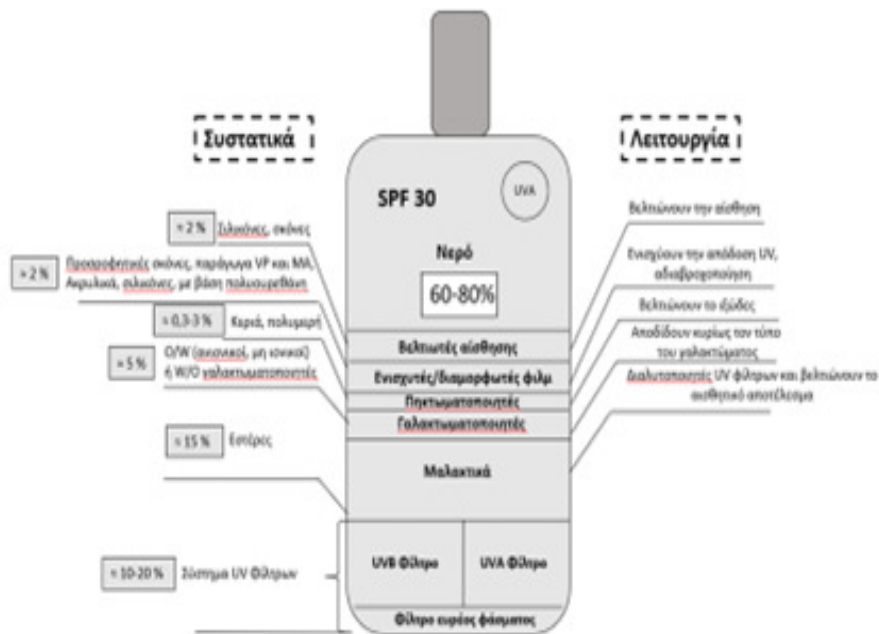 Συστατικά
Λειτουργία
SPF 30
UVA
Νερό
60-80%
≈ 2 % Σιλικόνες, σκόνες
≈ 2% Προσροφητικές σκόνες, παράγωγα VP και MA,
Ακρυλικά, σιλικόνες, με βάση πολυουρεθάνη
≈ 0,3-3 % Κεριά, πολυμερή
≈ 5 % O/W (ανιονικοί, μη ιονικοί)
ή W/O γαλακτωματοποιητές
≈ 15 % Εστέρες
≈ 10-20 % Σύστημα UV Φίλτρων
Βελτιωτές αίσθησης
Ενισχυτές/διαμορφωτές φιλμ
Πηκτωματοποιητές
Γαλακτωματοποιητές
Μαλακτικά
UVB Φίλτρο
UVA Φίλτρο
Φίλτρο ευρέος φάσματος
Βελτιώνουν την αίσθηση
Ενισχύουν την απόδοση UV,
αδιαβροχοποίηση
Βελτιώνουν το ιξώδες
Αποδίδουν κυρίως τον τύπο
του γαλακτώματος
Διαλυτοποιητές UV φίλτρων και βελτιώνουν το
αισθητικό αποτέλεσμα